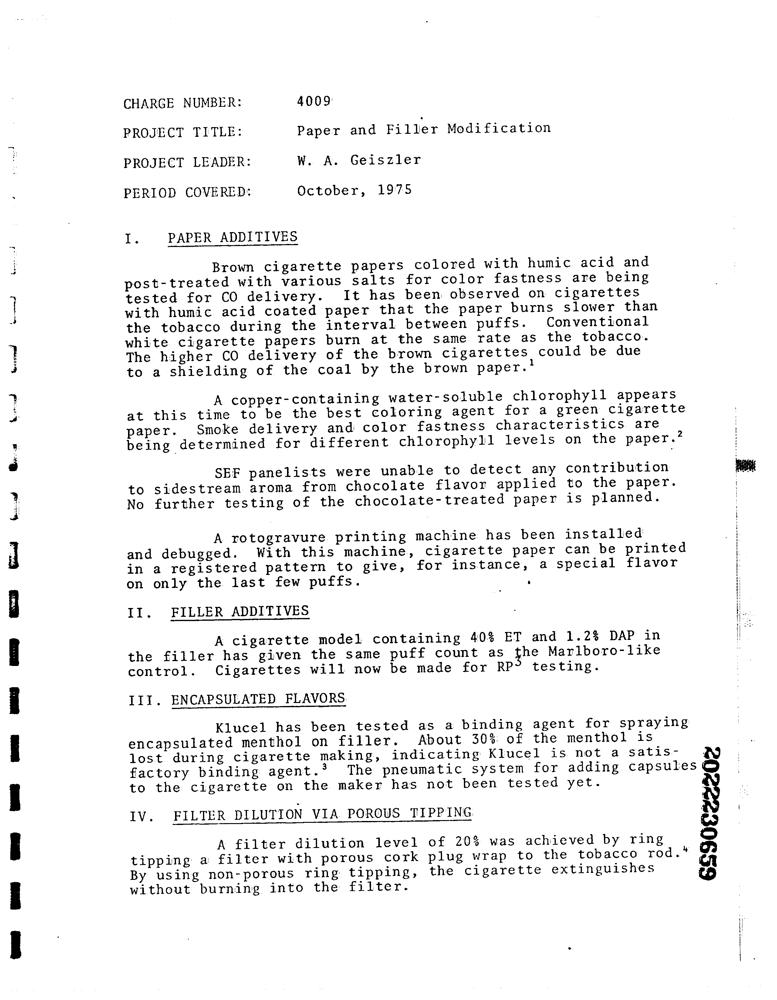 CHARGE NUMBER: 4009
PROJECT TITLE: Paper and Filler Modification
PROJECT LEADER: W. A. Geiszler
PERIOD COVERED: October, 1975
I. PAPER ADDITIVES
Brown cigarette papers colored with humic acid and
post-treated with various salts for color fastness are being
tested for CO delivery. It has been observed on cigarettes
with humic acid coated paper that the paper burns slower than
the tobacco during the interval between puffs. Conventional
white cigarette papers burn at the same rate as the tobacco.
The higher CO delivery of the brown cigarettes could be due
to a shielding of the coal by the brown paper.¹
A copper-containing water-soluble chlorophyll appears
at this time to be the best coloring agent for a green cigarette
paper. Smoke delivery and color fastness characteristics are
being determined for different chlorophyll levels on the paper.²
SEF panelists were unable to detect any contribution
to sidestream aroma from chocolate flavor applied to the paper.
No further testing of the chocolate-treated paper is planned.
A rotogravure printing machine has been installed
and debugged. With this machine, cigarette paper can be printed
in a registered pattern to give, for instance, a special flavor
on only the last few puffs.
II. FILLER ADDITIVES
A cigarette model containing 40% ET and 1.2% DAP in
the filler has given the same puff count as the Marlboro-like
control. Cigarettes will now be made for RP³ testing.
III. ENCAPSULATED FLAVORS
Klucel has been tested as a binding agent for spraying
encapsulated menthol on filler. About 30% of the menthol is
lost during cigarette making, indicating Klucel is not a satis-
factory binding agent.³ The pneumatic system for adding capsules
to the cigarette on the maker has not been tested yet.
IV. FILTER DILUTION VIA POROUS TIPPING
A filter dilution level of 20% was achieved by ring
tipping a filter with porous cork plug wrap to the tobacco rod.⁴
By using non-porous ring tipping, the cigarette extinguishes
without burning into the filter.
2022230659